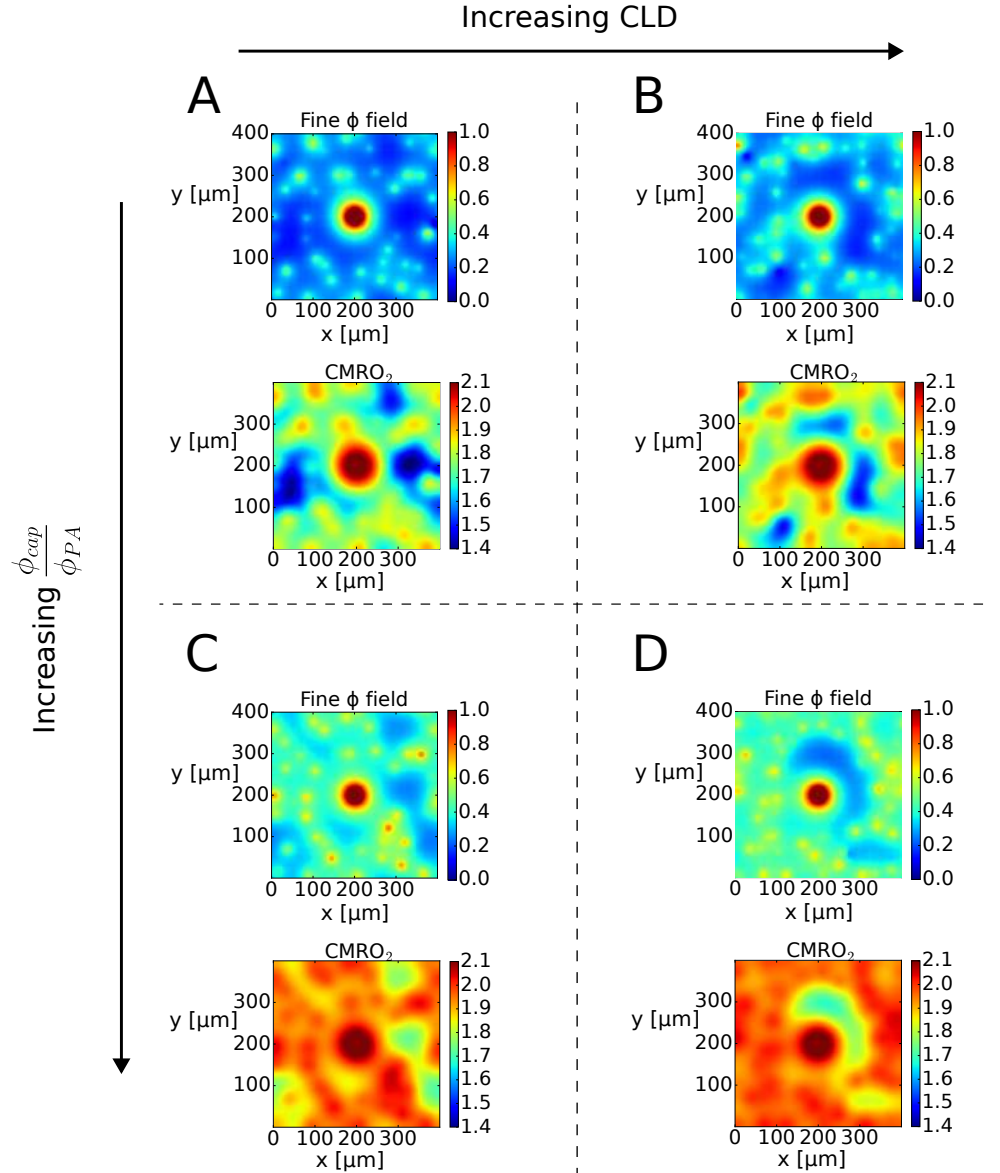 Increasing CLD
A
Fine ϕ field
400
300
200
100
y [μm]
0 100 200 300
x [μm]
1.0
0.8
0.6
0.4
0.2
0.0
CMRO₂
300
200
100
y [μm]
0 100 200 300
x [μm]
2.1
2.0
1.9
1.8
1.7
1.6
1.5
1.4
B
Fine ϕ field
400
300
200
100
y [μm]
0 100 200 300
x [μm]
1.0
0.8
0.6
0.4
0.2
0.0
CMRO₂
300
200
100
y [μm]
0 100 200 300
x [μm]
2.1
2.0
1.9
1.8
1.7
1.6
1.5
1.4
Increasing ϕcap / ϕPA
C
Fine ϕ field
400
300
200
100
y [μm]
0 100 200 300
x [μm]
1.0
0.8
0.6
0.4
0.2
0.0
CMRO₂
300
200
100
y [μm]
0 100 200 300
x [μm]
2.1
2.0
1.9
1.8
1.7
1.6
1.5
1.4
D
Fine ϕ field
400
300
200
100
y [μm]
0 100 200 300
x [μm]
1.0
0.8
0.6
0.4
0.2
0.0
CMRO₂
300
200
100
y [μm]
0 100 200 300
x [μm]
2.1
2.0
1.9
1.8
1.7
1.6
1.5
1.4